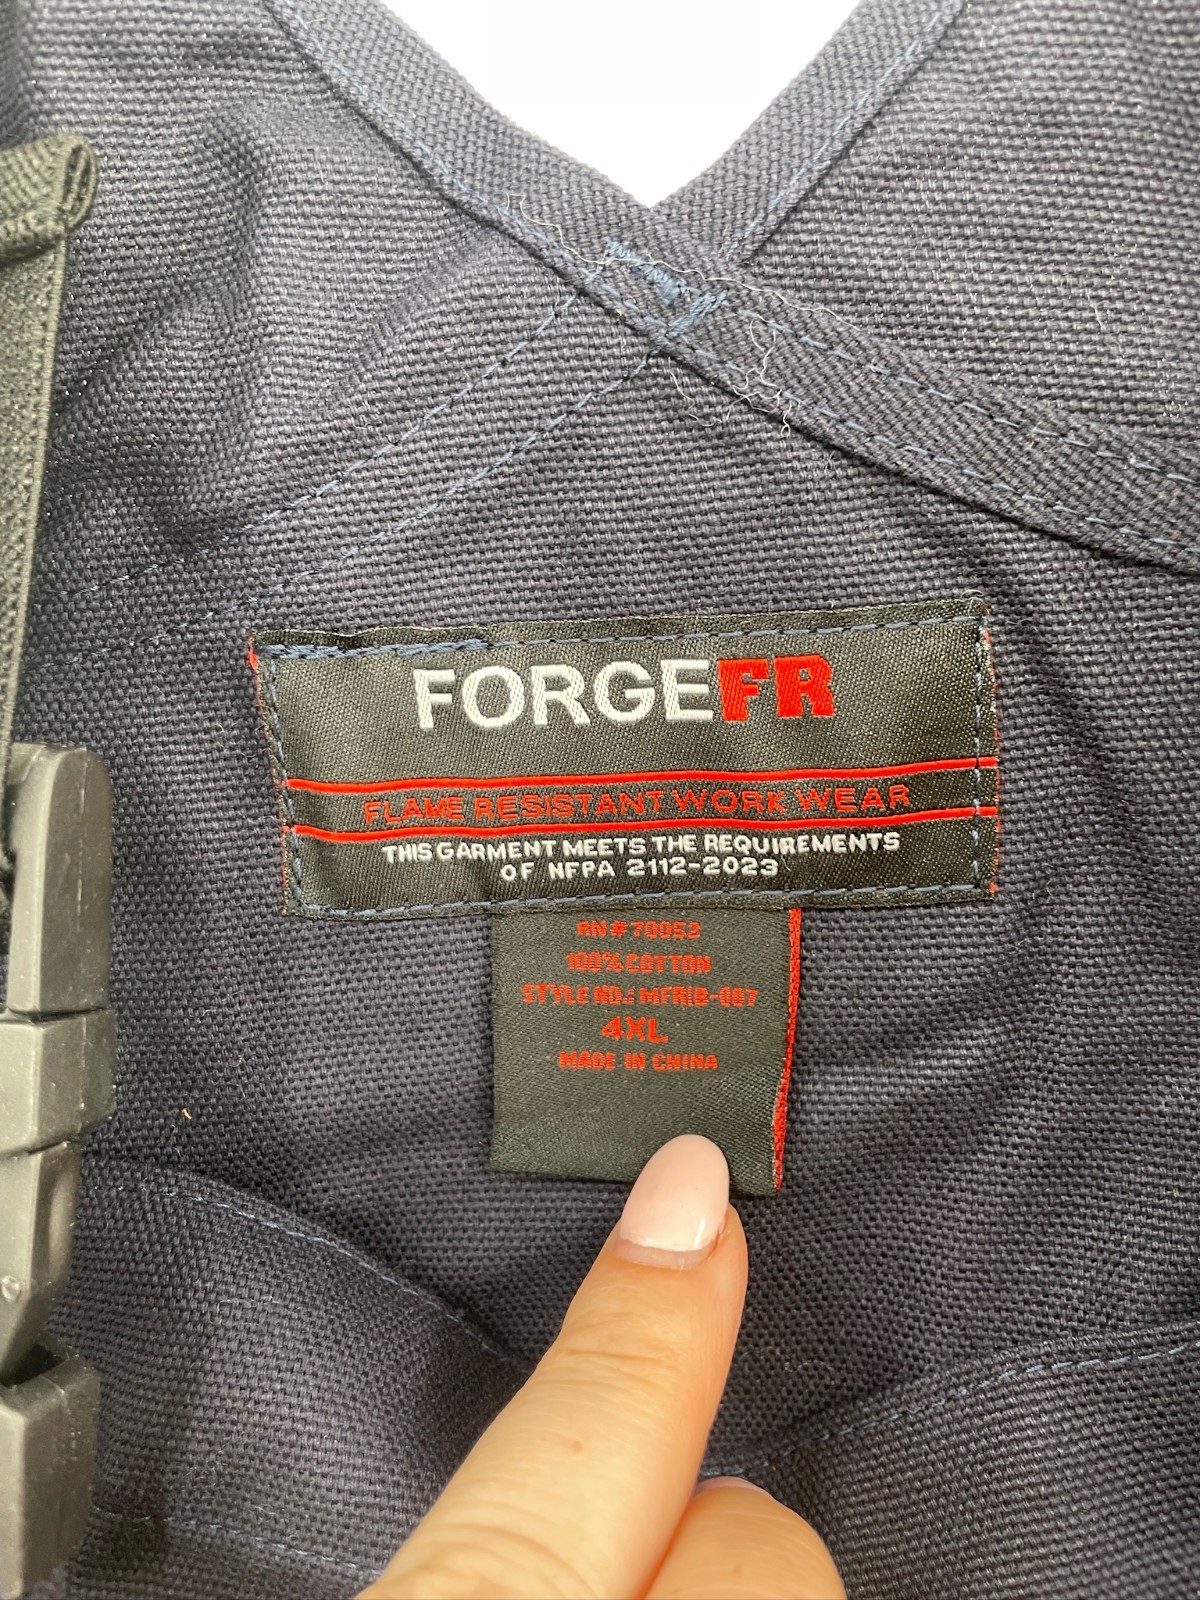 FORGEFR
FLAME RESISTANT WORK WEAR
THIS GARMENT MEETS THE REQUIREMENTS
OF NFPA 2112-2023
RN # 70052
100% COTTON
STYLE NO.: MFRIB-007
4XL
MADE IN CHINA